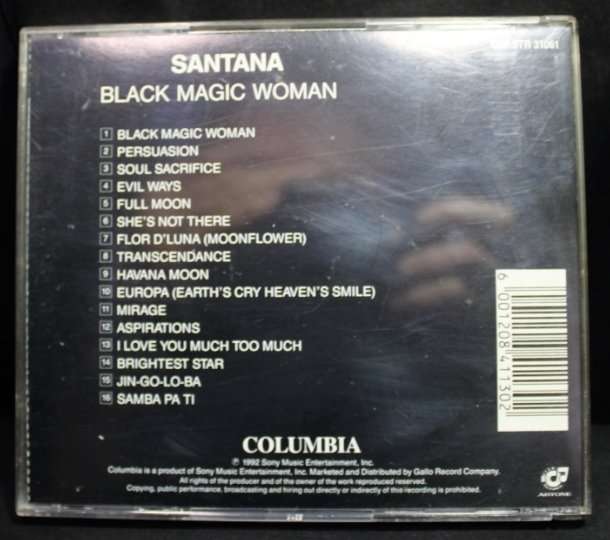 STR 31061
SANTANA
BLACK MAGIC WOMAN
1 BLACK MAGIC WOMAN
2 PERSUASION
3 SOUL SACRIFICE
4 EVIL WAYS
5 FULL MOON
6 SHE'S NOT THERE
7 FLOR D'LUNA (MOONFLOWER)
8 TRANSCENDANCE
9 HAVANA MOON
10 EUROPA (EARTH'S CRY HEAVEN'S SMILE)
11 MIRAGE
12 ASPIRATIONS
13 I LOVE YOU MUCH TOO MUCH
14 BRIGHTEST STAR
15 JIN-GO-LO-BA
16 SAMBA PA TI
6 001208 411302
COLUMBIA
℗ 1992 Sony Music Entertainment, Inc.
Columbia is a product of Sony Music Entertainment, Inc. Marketed and Distributed by Gallo Record Company.
All rights of the producer and of the owner of the work reproduced reserved.
Copying, public performance, broadcasting and hiring out directly or indirectly of this recording is prohibited.
ARTONE